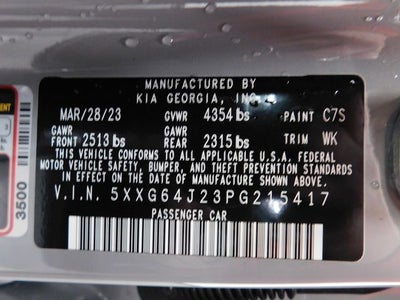 MANUFACTURED BY
KIA GEORGIA, INC.
MAR/28/23 GVWR 4354 lbs PAINT C7S
GAWR FRONT 2513 lbs GAWR REAR 2315 lbs TRIM WK
THIS VEHICLE CONFORMS TO ALL APPLICABLE U.S.A. FEDERAL
MOTOR VEHICLE SAFETY, BUMPER, AND THEFT PREVENTION STANDARDS
IN EFFECT ON THE DATE OF MANUFACTURE SHOWN ABOVE.
V.I.N. 5XXG64J23PG215417
PASSENGER CAR
3500